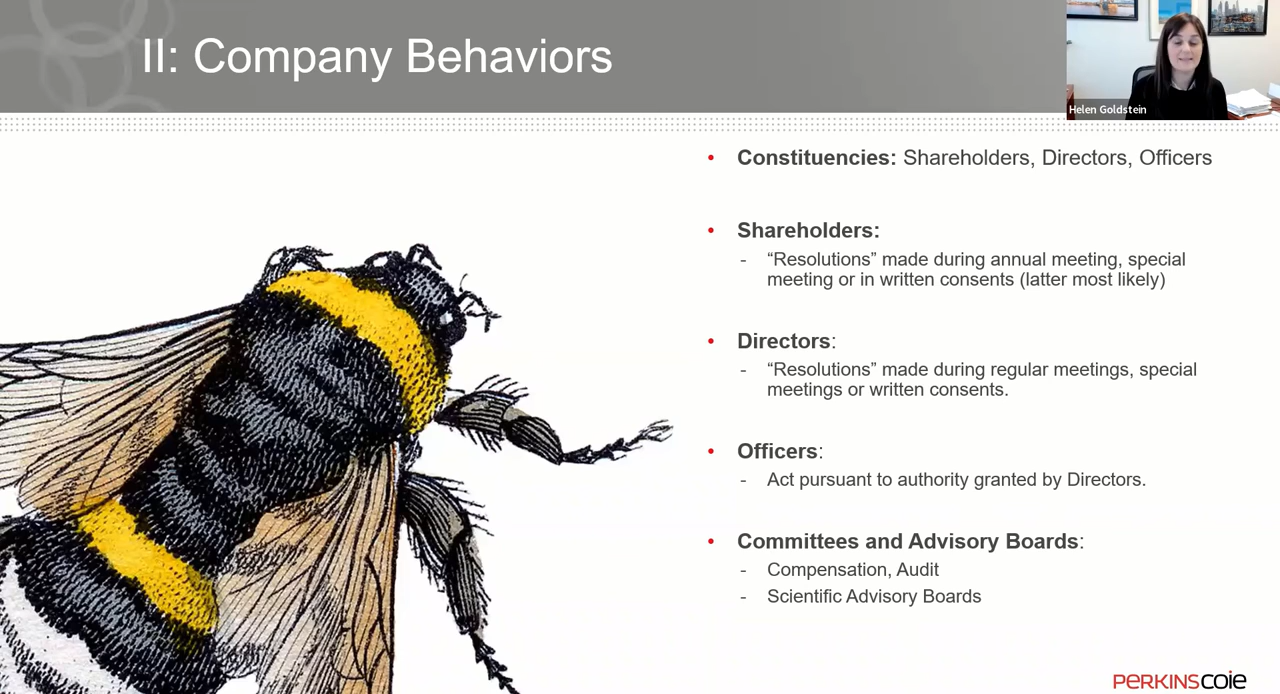 II: Company Behaviors
Helen Goldstein
• Constituencies: Shareholders, Directors, Officers
• Shareholders:
- “Resolutions” made during annual meeting, special
meeting or in written consents (latter most likely)
• Directors:
- “Resolutions” made during regular meetings, special
meetings or written consents.
• Officers:
- Act pursuant to authority granted by Directors.
• Committees and Advisory Boards:
- Compensation, Audit
- Scientific Advisory Boards
PERKINSCOIE